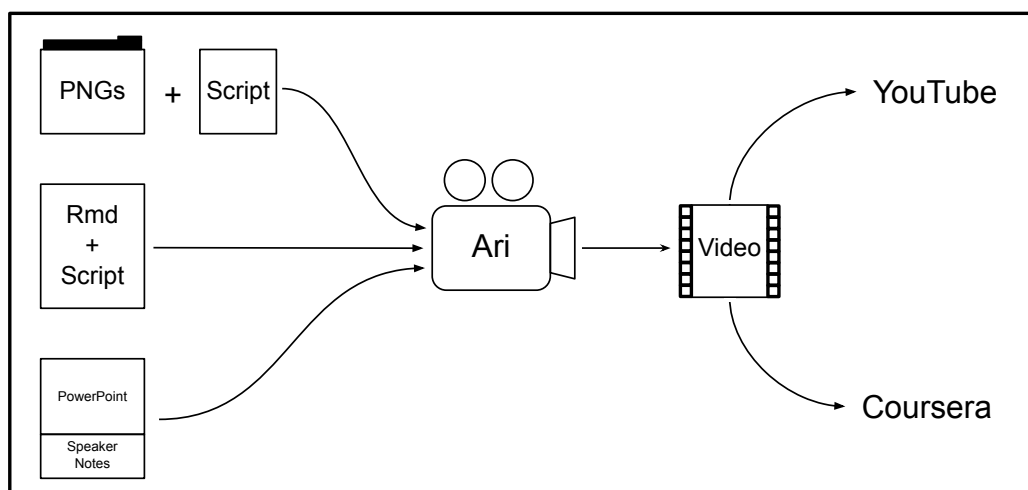 PNGs
+
Script
Rmd
+
Script
PowerPoint
Speaker
Notes
Ari
Video
YouTube
Coursera